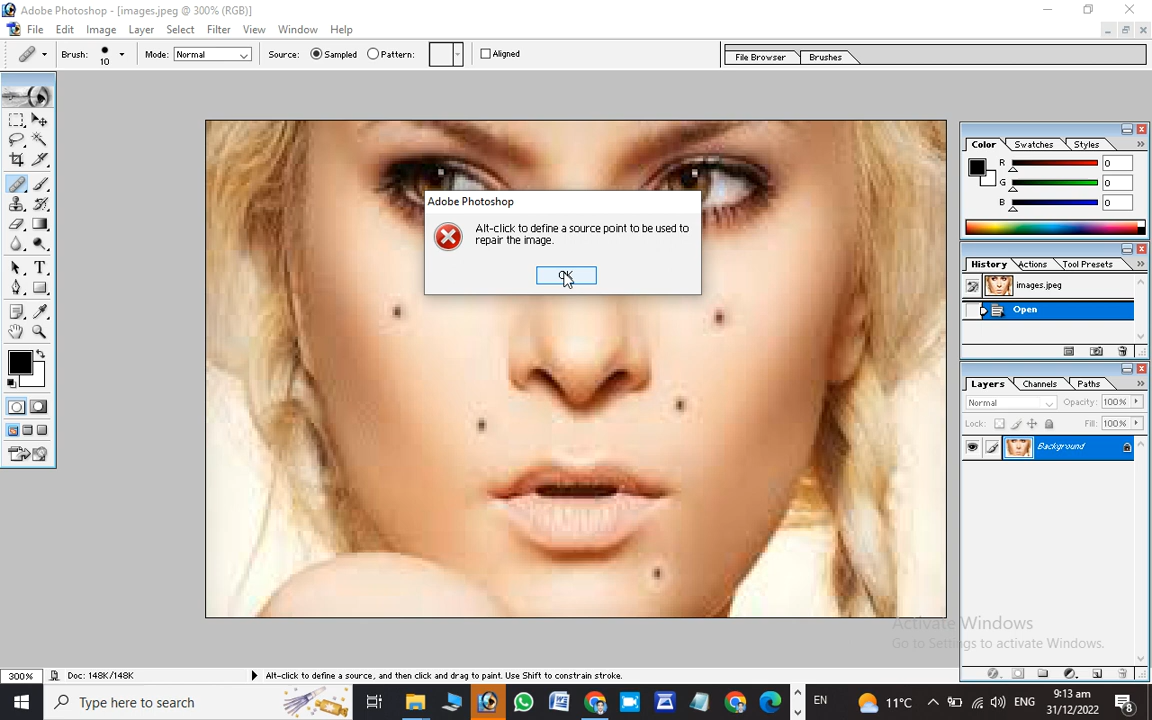 Adobe Photoshop - [images.jpeg @ 300% (RGB)]
File Edit Image Layer Select Filter View Window Help
Brush: 10 Mode: Normal Source: Sampled Pattern: Aligned File Browser Brushes
Adobe Photoshop
Alt-click to define a source point to be used to
repair the image.
OK
Color Swatches Styles
R 0
G 0
B 0
History Actions Tool Presets
images.jpeg
Open
Layers Channels Paths
Normal Opacity: 100%
Lock: Fill: 100%
Background
Activate Windows
Go to Settings to activate Windows.
300% Doc: 148K/148K Alt-click to define a source, and then click and drag to paint. Use Shift to constrain stroke.
Type here to search
EN 11°C ENG 9:13 am
31/12/2022
8